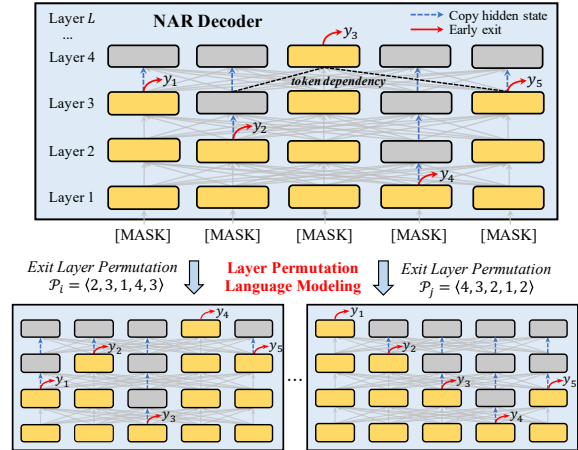 Layer L
NAR Decoder
Copy hidden state
Early exit
...
Layer 4
y₃
token dependency
y₁
y₅
Layer 3
y₂
Layer 2
y₄
Layer 1
[MASK] [MASK] [MASK] [MASK] [MASK]
Exit Layer Permutation
𝒫ᵢ = ⟨2, 3, 1, 4, 3⟩
Layer Permutation
Language Modeling
Exit Layer Permutation
𝒫ⱼ = ⟨4, 3, 2, 1, 2⟩
y₄
y₂
y₅
y₁
y₃
...
y₁
y₂
y₃
y₅
y₄